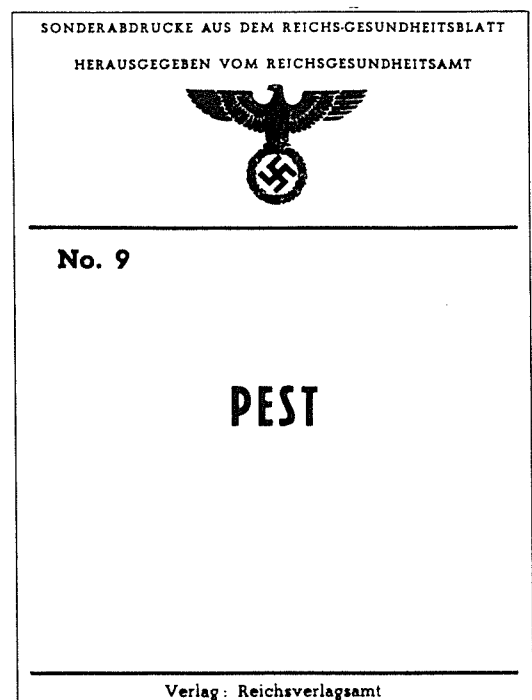 SONDERABDRUCKE AUS DEM REICHS-GESUNDHEITSBLATT
HERAUSGEGEBEN VOM REICHSGESUNDHEITSAMT
No. 9
PEST
Verlag: Reichsverlagsamt